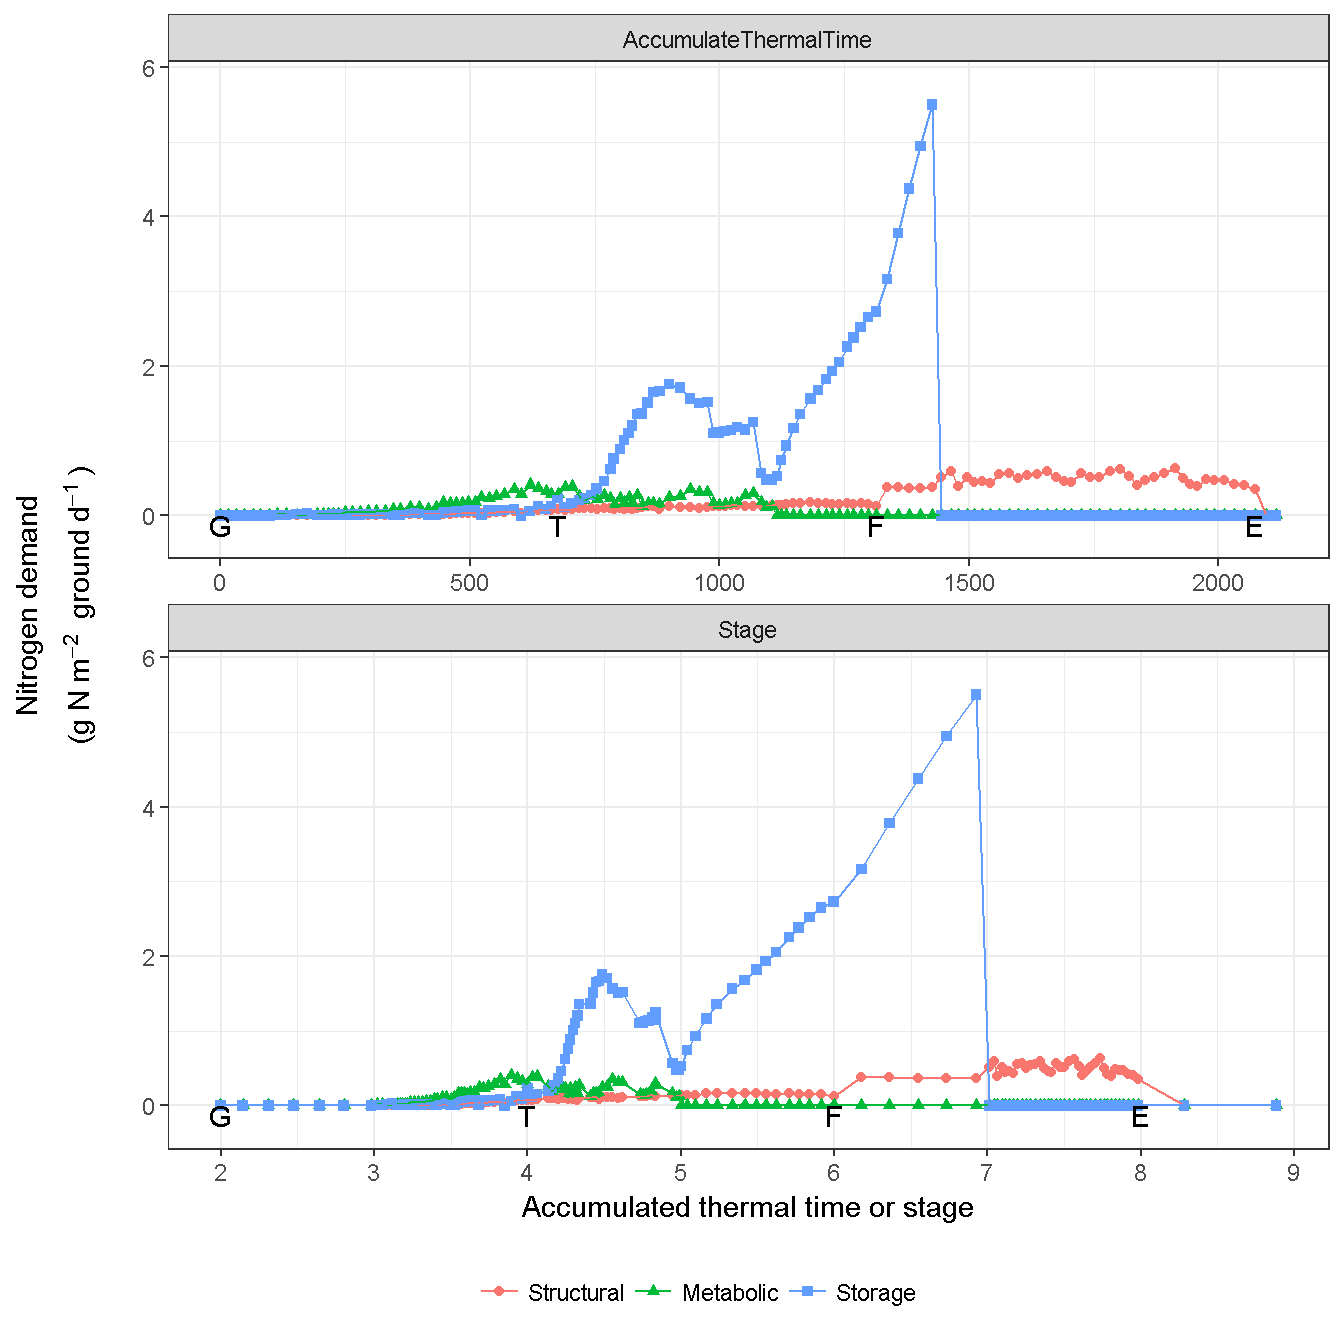 AccumulateThermalTime
6
4
2
0
G T F E
0 500 1000 1500 2000
Stage
6
4
2
0
G T F E
2 3 4 5 6 7 8 9
Accumulated thermal time or stage
Nitrogen demand
(g N m⁻² ground d⁻¹)
Structural Metabolic Storage